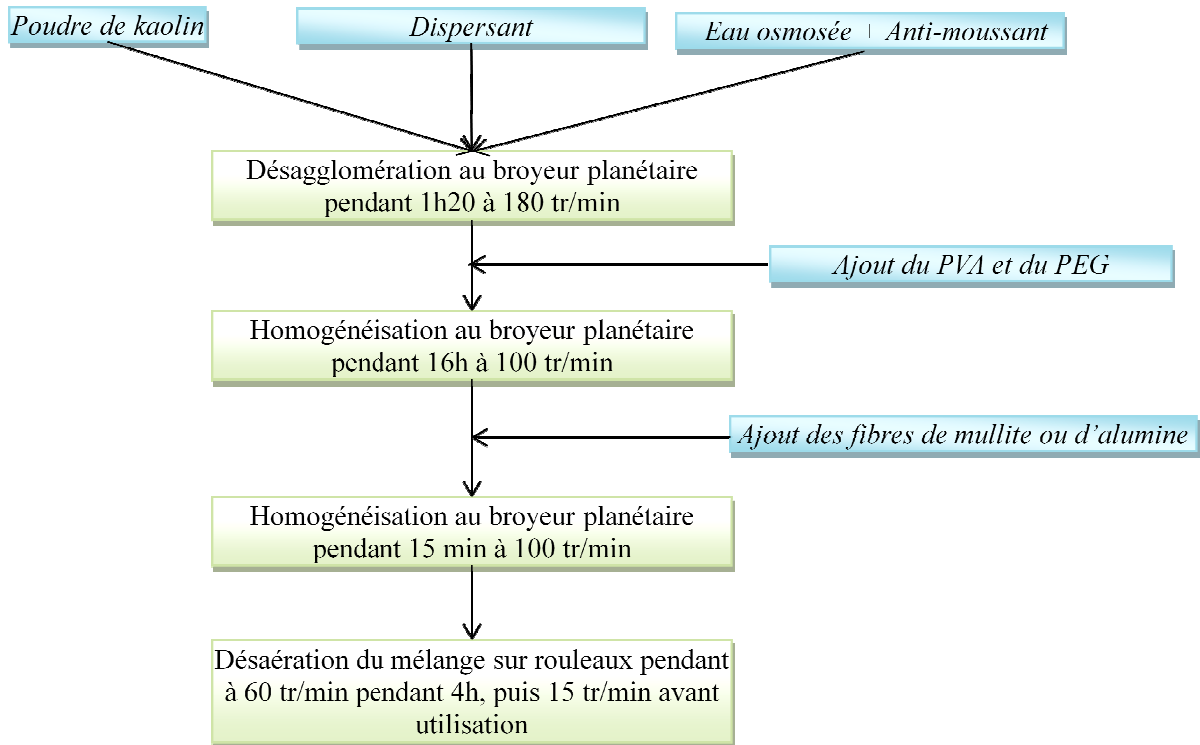 Poudre de kaolin
Dispersant
Eau osmosée | Anti-moussant
Désagglomération au broyeur planétaire
pendant 1h20 à 180 tr/min
Ajout du PVA et du PEG
Homogénéisation au broyeur planétaire
pendant 16h à 100 tr/min
Ajout des fibres de mullite ou d’alumine
Homogénéisation au broyeur planétaire
pendant 15 min à 100 tr/min
Désaération du mélange sur rouleaux pendant
à 60 tr/min pendant 4h, puis 15 tr/min avant
utilisation